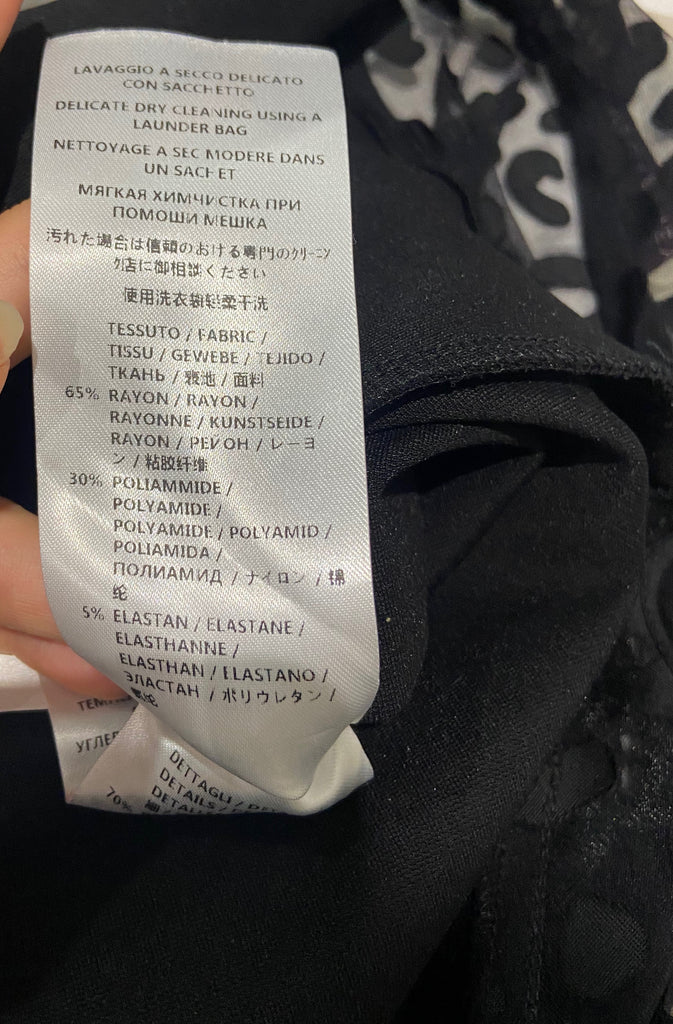 LAVAGGIO A SECCO DELICATO
CON SACCHETTO
DELICATE DRY CLEANING USING A
LAUNDER BAG
NETTOYAGE A SEC MODERE DANS
UN SACHET
МЯГКАЯ ХИМЧИСТКА ПРИ
ПОМОШИ МЕШКА
汚れた場合は信頼のおける専門のクリーニン
グ店に御相談ください
使用洗衣袋轻柔干洗
TESSUTO / FABRIC /
TISSU / GEWEBE / TEJIDO /
ТКАНЬ / 面料
65% RAYON / RAYON /
RAYONNE / KUNSTSEIDE /
RAYON / РЕЙОН / レーヨ
ン / 粘胶纤维
30% POLIAMMIDE /
POLYAMIDE /
POLYAMIDE / POLYAMID /
POLIAMIDA /
ПОЛИАМИД / ナイロン / 锦
纶
5% ELASTAN / ELASTANE /
ELASTHANNE /
ELASTHAN / ELASTANO /
ЭЛАСТАН / ポリウレタン /
氨纶
DETTAGLI /
DETAILS /
70%